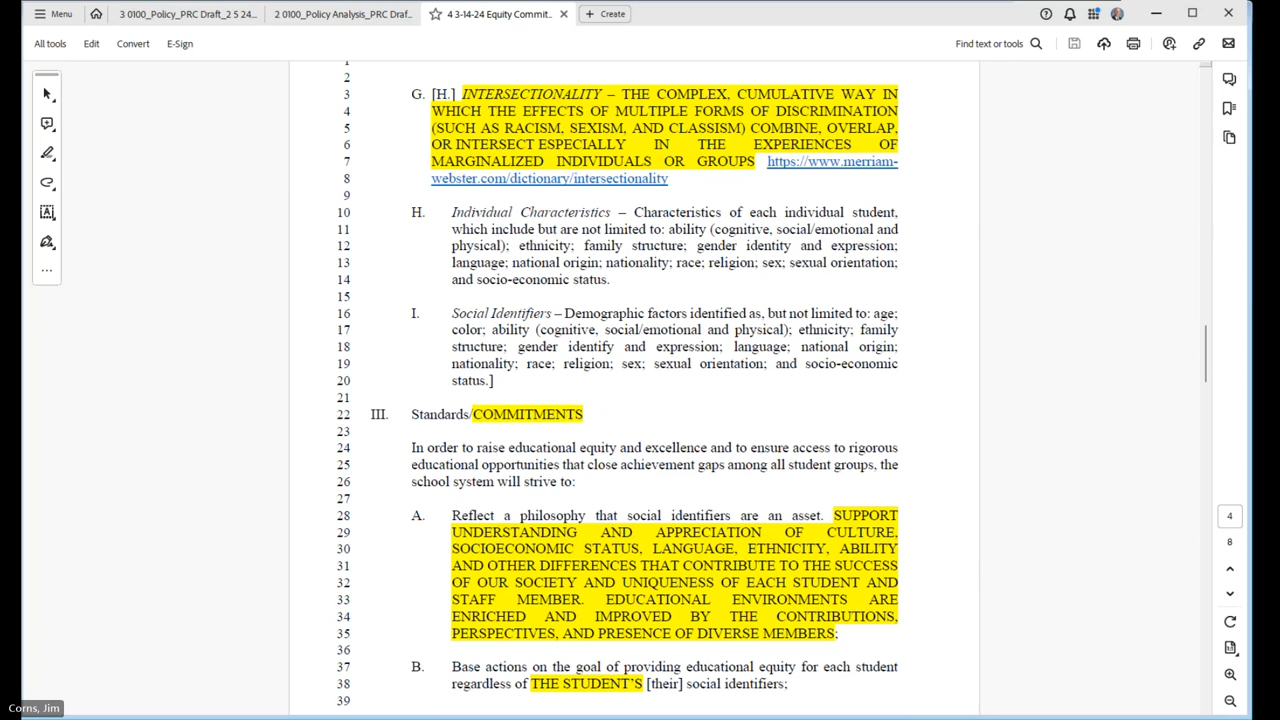 Menu
3 0100_Policy_PRC Draft_2 5 24...
2 0100_Policy Analysis_PRC Draf...
4 3-14-24 Equity Commit...
Create
All tools
Edit
Convert
E-Sign
Find text or tools
1
2
3 G. [H.] INTERSECTIONALITY – THE COMPLEX, CUMULATIVE WAY IN
4 WHICH THE EFFECTS OF MULTIPLE FORMS OF DISCRIMINATION
5 (SUCH AS RACISM, SEXISM, AND CLASSISM) COMBINE, OVERLAP,
6 OR INTERSECT ESPECIALLY IN THE EXPERIENCES OF
7 MARGINALIZED INDIVIDUALS OR GROUPS https://www.merriam-
8 webster.com/dictionary/intersectionality
9
10 H. Individual Characteristics – Characteristics of each individual student,
11 which include but are not limited to: ability (cognitive, social/emotional and
12 physical); ethnicity; family structure; gender identity and expression;
13 language; national origin; nationality; race; religion; sex; sexual orientation;
14 and socio-economic status.
15
16 I. Social Identifiers – Demographic factors identified as, but not limited to: age;
17 color; ability (cognitive, social/emotional and physical); ethnicity; family
18 structure; gender identify and expression; language; national origin;
19 nationality; race; religion; sex; sexual orientation; and socio-economic
20 status.]
21
22 III. Standards/COMMITMENTS
23
24 In order to raise educational equity and excellence and to ensure access to rigorous
25 educational opportunities that close achievement gaps among all student groups, the
26 school system will strive to:
27
28 A. Reflect a philosophy that social identifiers are an asset. SUPPORT
29 UNDERSTANDING AND APPRECIATION OF CULTURE,
30 SOCIOECONOMIC STATUS, LANGUAGE, ETHNICITY, ABILITY
31 AND OTHER DIFFERENCES THAT CONTRIBUTE TO THE SUCCESS
32 OF OUR SOCIETY AND UNIQUENESS OF EACH STUDENT AND
33 STAFF MEMBER. EDUCATIONAL ENVIRONMENTS ARE
34 ENRICHED AND IMPROVED BY THE CONTRIBUTIONS,
35 PERSPECTIVES, AND PRESENCE OF DIVERSE MEMBERS;
36
37 B. Base actions on the goal of providing educational equity for each student
38 regardless of THE STUDENT'S [their] social identifiers;
39
4
8
Corns, Jim